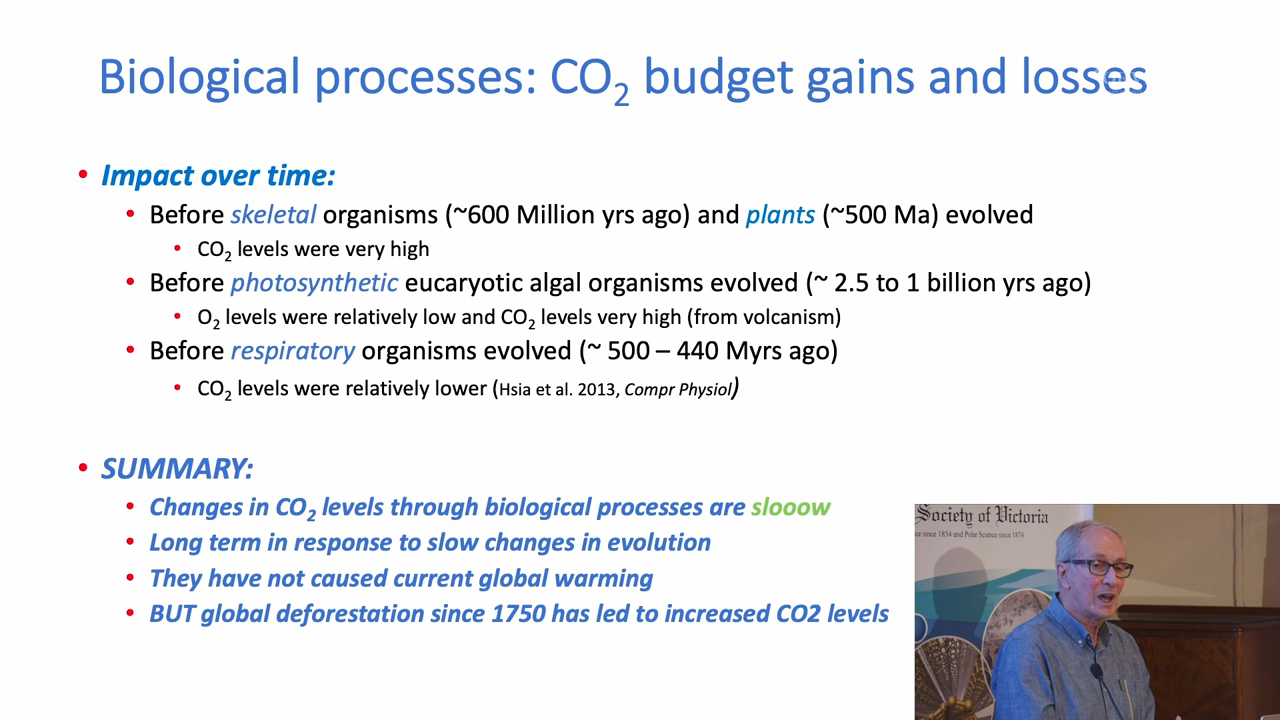 Biological processes: CO2 budget gains and losses
• Impact over time:
• Before skeletal organisms (~600 Million yrs ago) and plants (~500 Ma) evolved
• CO2 levels were very high
• Before photosynthetic eucaryotic algal organisms evolved (~ 2.5 to 1 billion yrs ago)
• O2 levels were relatively low and CO2 levels very high (from volcanism)
• Before respiratory organisms evolved (~ 500 – 440 Myrs ago)
• CO2 levels were relatively lower (Hsia et al. 2013, Compr Physiol)
• SUMMARY:
• Changes in CO2 levels through biological processes are slooow
• Long term in response to slow changes in evolution
• They have not caused current global warming
• BUT global deforestation since 1750 has led to increased CO2 levels
Society of Victoria
ce since 1854 and Polar Science since 1874